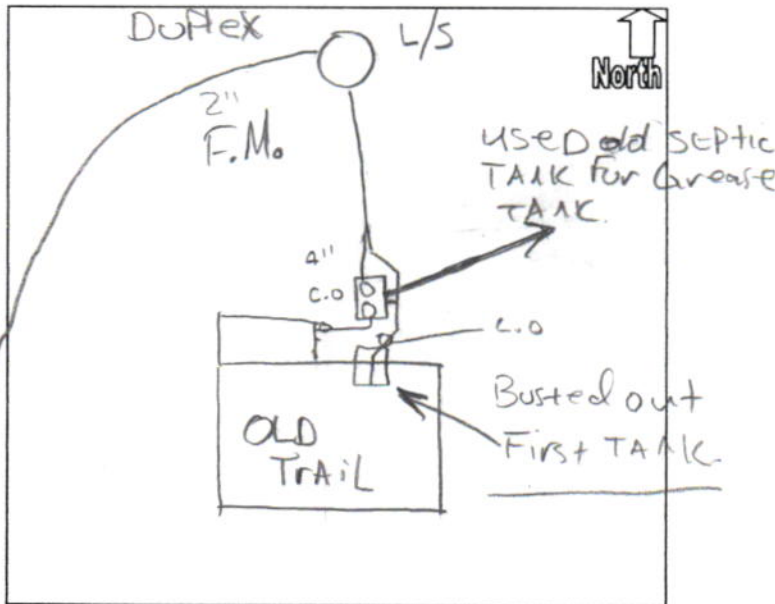 Duplex L/S
North
2"
F.M.
USED old septic
TANK For Grease
TANK.
4"
C.O
C.O
Busted out
First TANK.
OLD
TrAiL